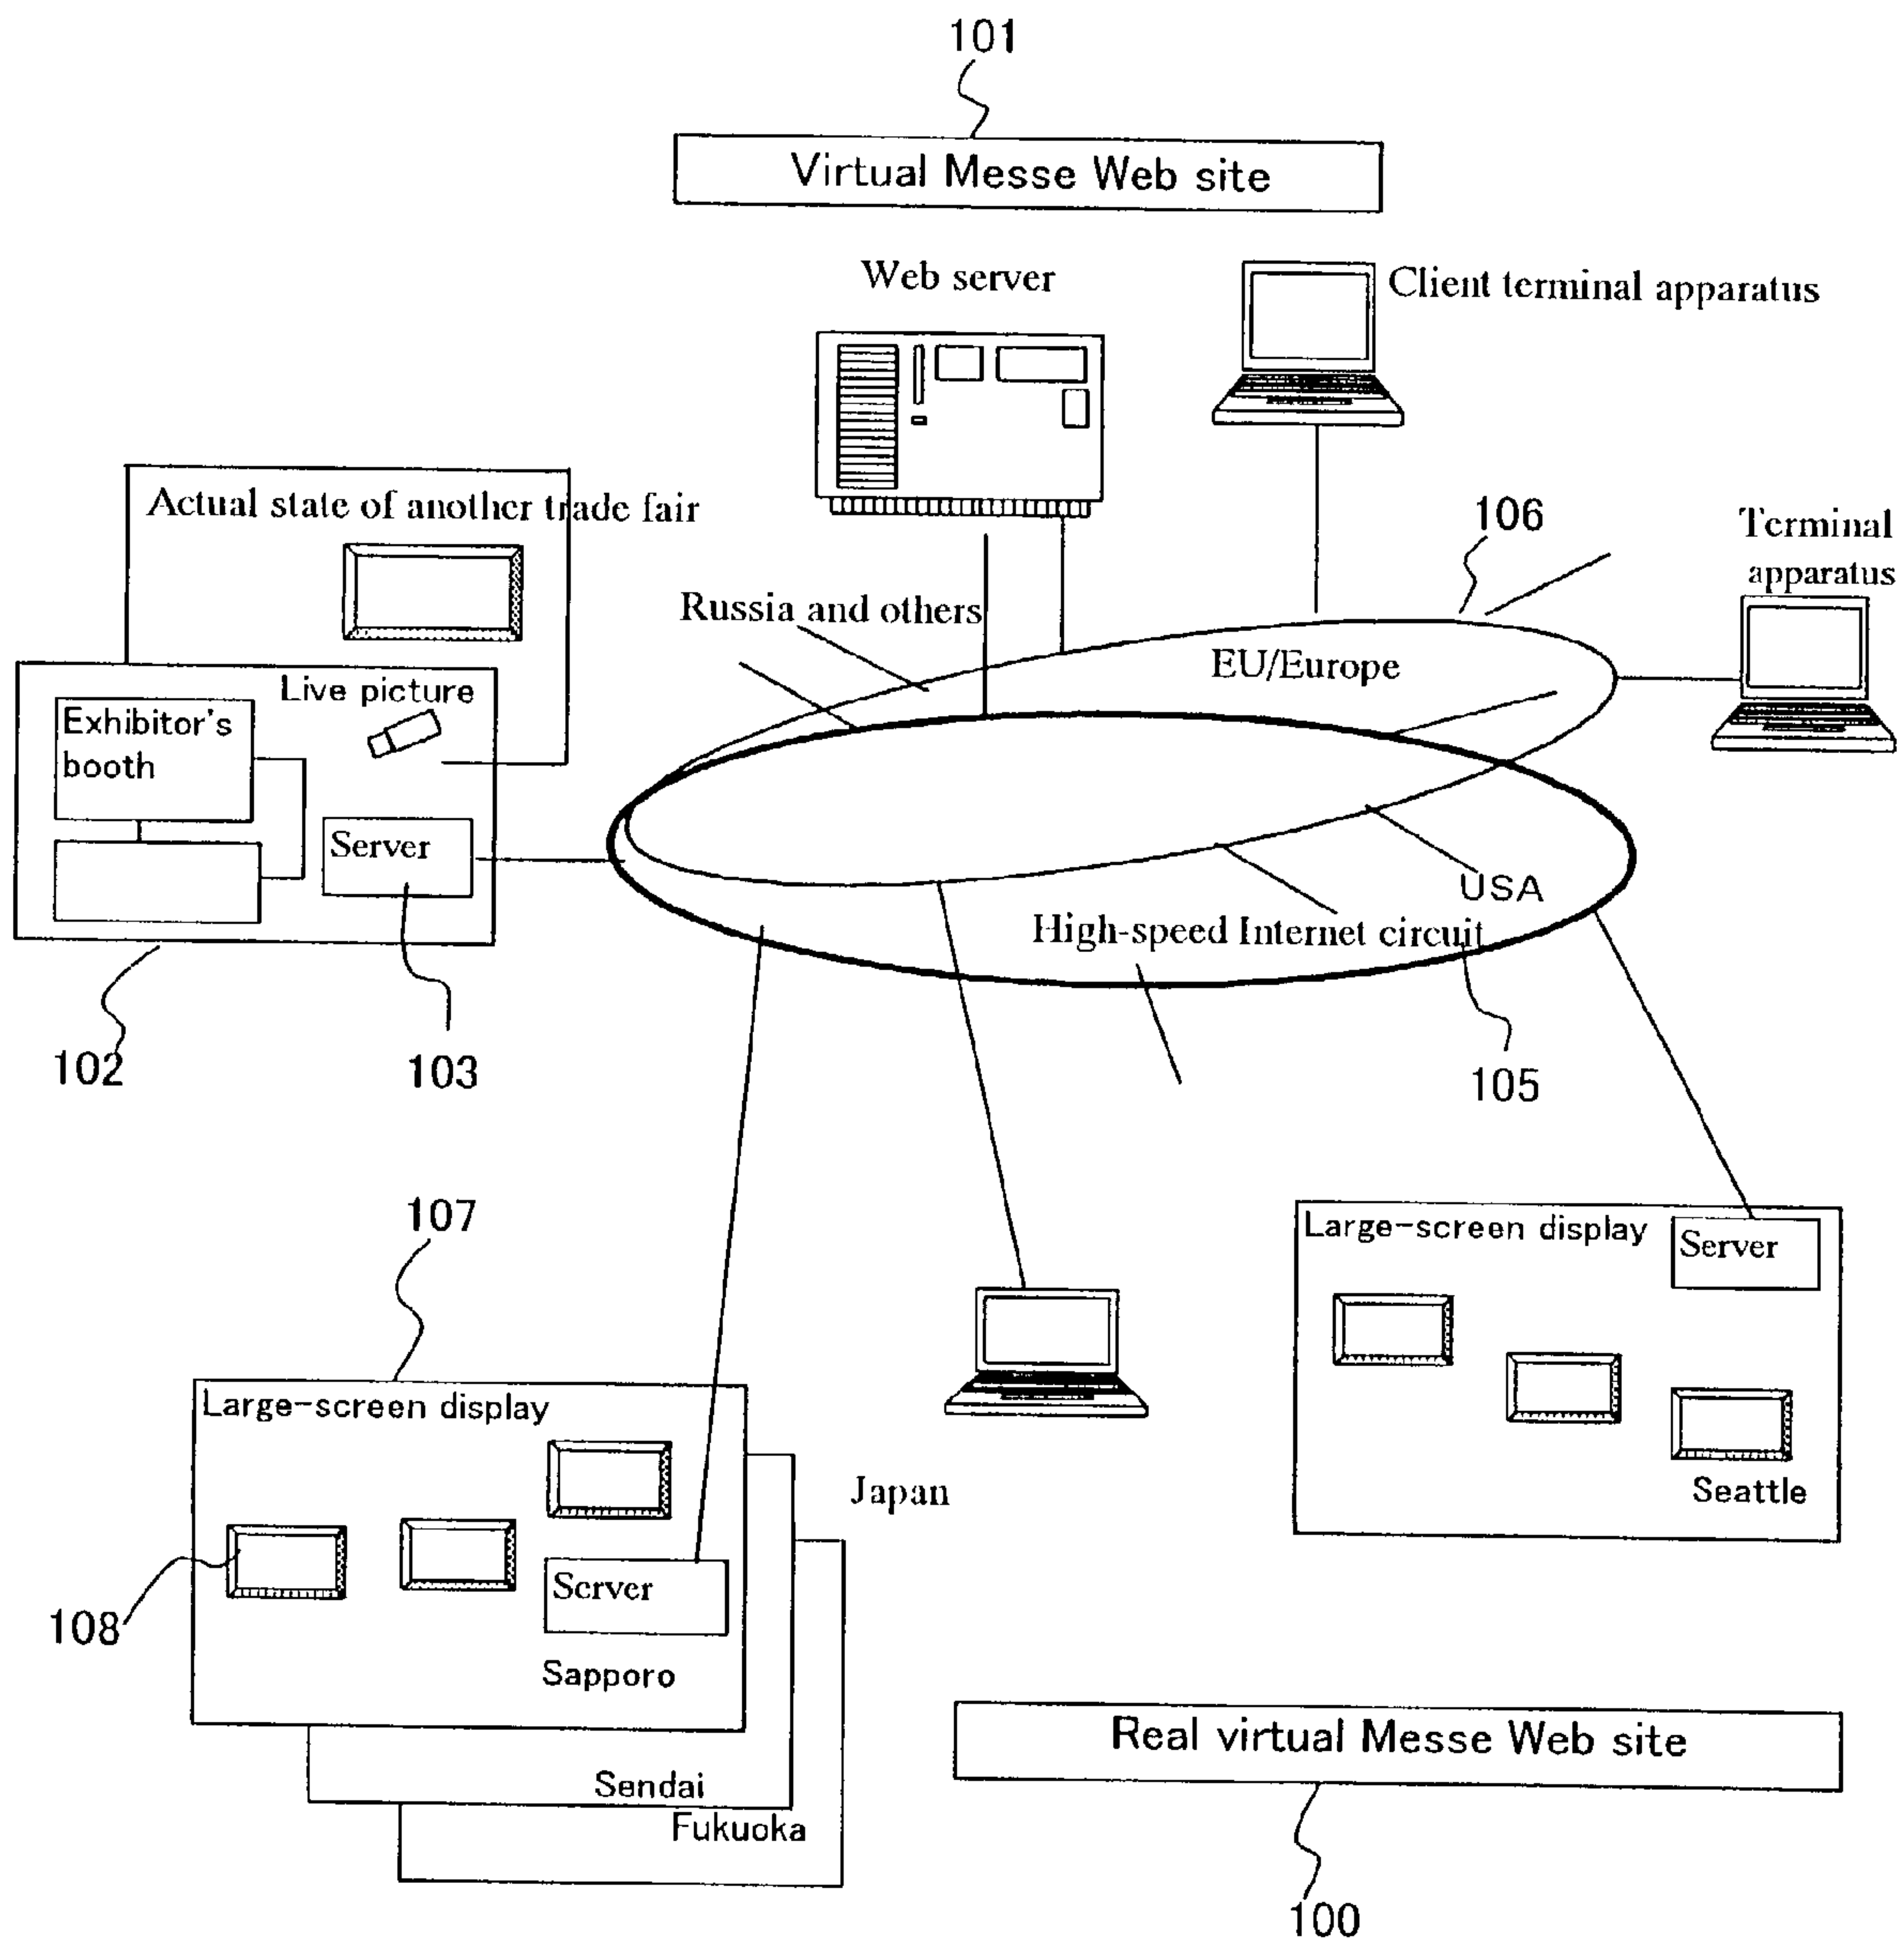 101
Virtual Messe Web site
Web server
Client terminal apparatus
Actual state of another trade fair
106
Terminal
apparatus
Russia and others
EU/Europe
Live picture
Exhibitor's
booth
Server
USA
High-speed Internet circuit
102
103
105
107
Large-screen display
Server
Large-screen display
Seattle
Japan
Server
108
Sapporo
Real virtual Messe Web site
Sendai
Fukuoka
100